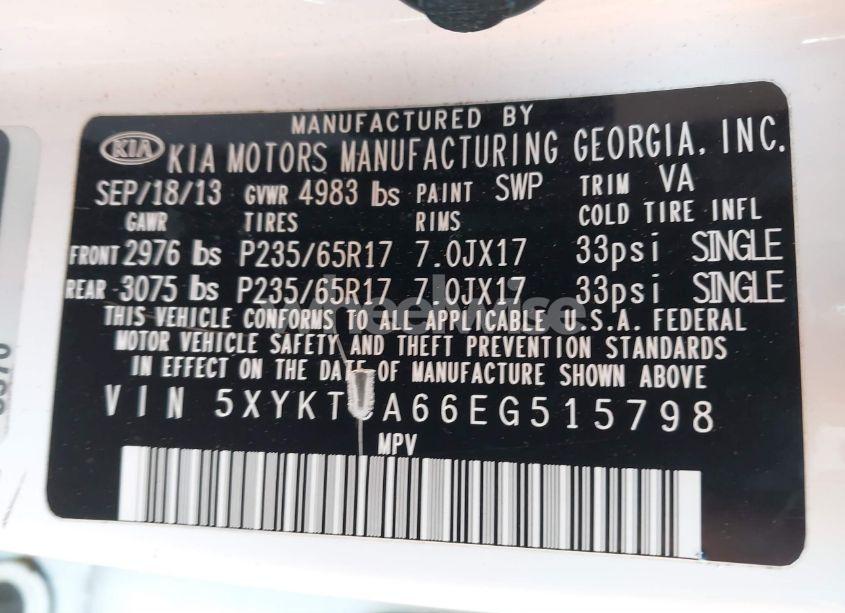 MANUFACTURED BY
KIA KIA MOTORS MANUFACTURING GEORGIA, INC.
SEP/18/13 GVWR 4983 lbs PAINT SWP TRIM VA
GAWR TIRES RIMS COLD TIRE INFL
FRONT 2976 lbs P235/65R17 7.0JX17 33psi SINGLE
REAR 3075 lbs P235/65R17 7.0JX17 33psi SINGLE
THIS VEHICLE CONFORMS TO ALL APPLICABLE U.S.A. FEDERAL
MOTOR VEHICLE SAFETY AND THEFT PREVENTION STANDARDS
IN EFFECT ON THE DATE OF MANUFACTURE SHOWN ABOVE
VIN
MPV